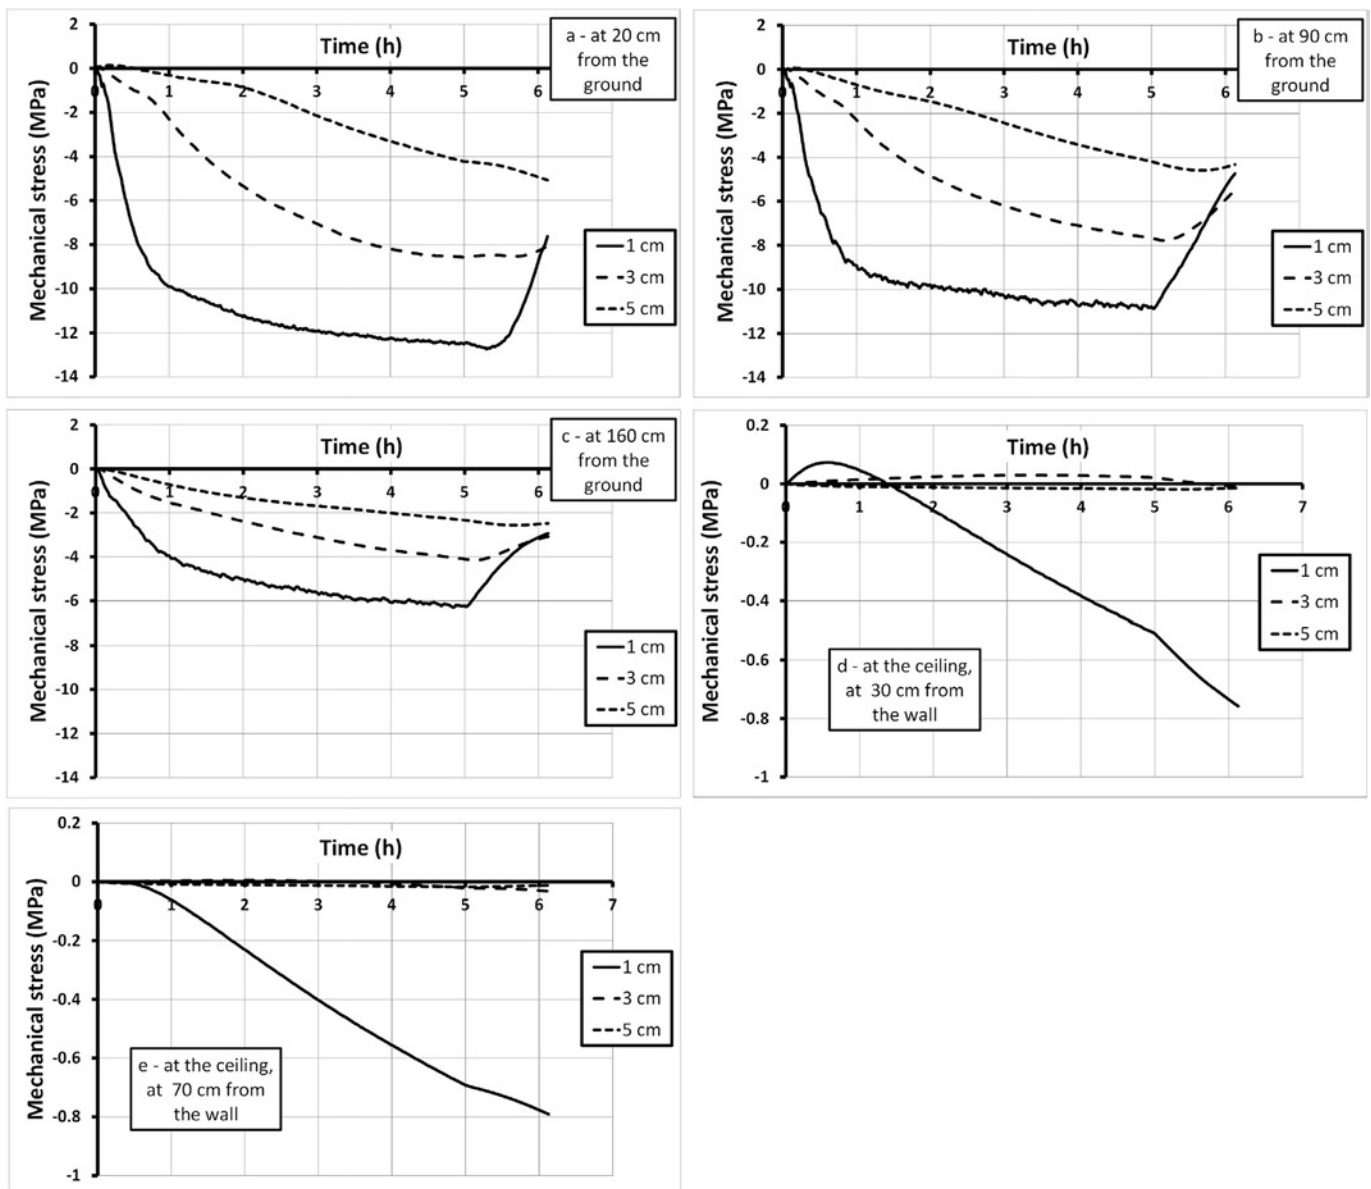 2
0
-2
-4
-6
-8
-10
-12
-14
Mechanical stress (MPa)
Time (h)
0
1
2
3
4
5
6
a - at 20 cm
from the
ground
1 cm
3 cm
5 cm
2
0
-2
-4
-6
-8
-10
-12
-14
Mechanical stress (MPa)
Time (h)
0
1
2
3
4
5
6
b - at 90 cm
from the
ground
1 cm
3 cm
5 cm
2
0
-2
-4
-6
-8
-10
-12
-14
Mechanical stress (MPa)
Time (h)
0
1
2
3
4
5
6
c - at 160 cm
from the
ground
1 cm
3 cm
5 cm
0.2
0
-0.2
-0.4
-0.6
-0.8
-1
Mechanical stress (MPa)
Time (h)
0
1
2
3
4
5
6
7
1 cm
3 cm
5 cm
d - at the ceiling,
at 30 cm from
the wall
0.2
0
-0.2
-0.4
-0.6
-0.8
-1
Mechanical stress (MPa)
Time (h)
0
1
2
3
4
5
6
7
1 cm
3 cm
5 cm
e - at the ceiling,
at 70 cm from
the wall